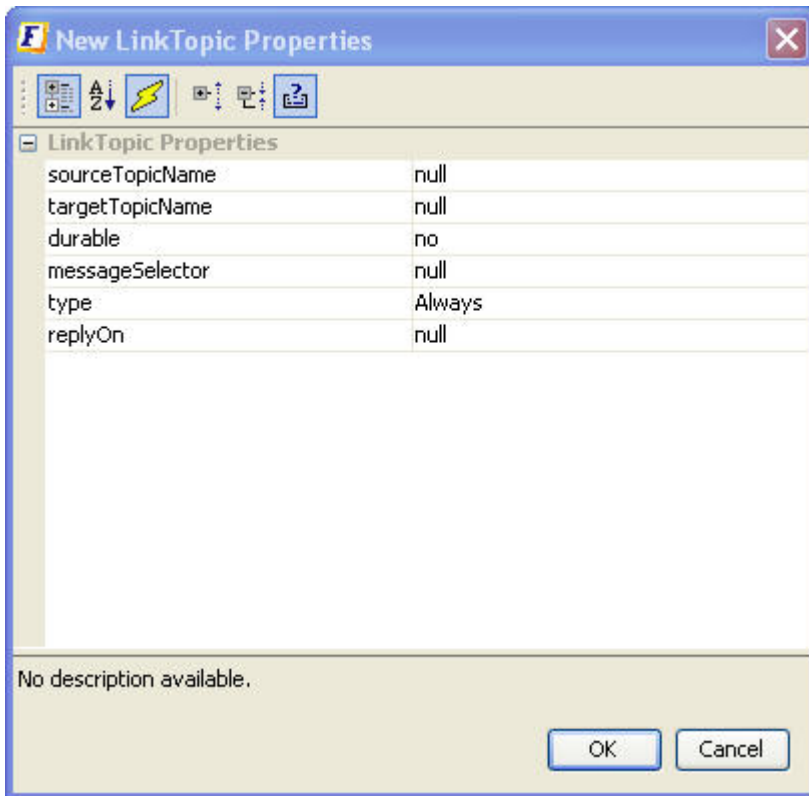 F New LinkTopic Properties
A
Z
LinkTopic Properties
sourceTopicName null
targetTopicName null
durable no
messageSelector null
type Always
replyOn null
No description available.
OK Cancel